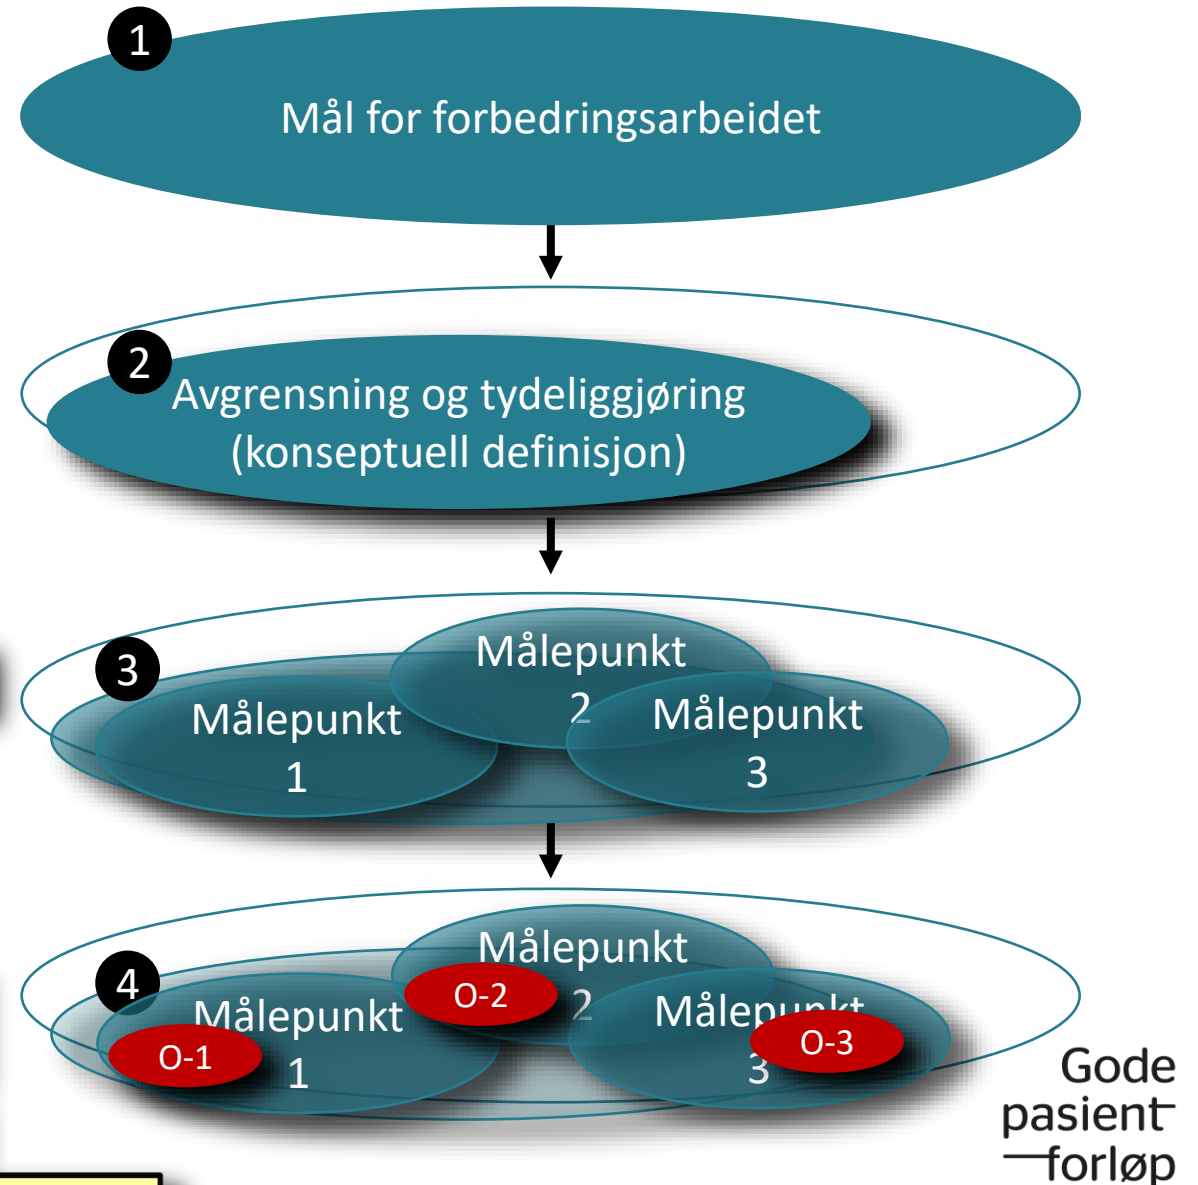 1
Mål for forbedringsarbeidet
2
Avgrensning og tydeliggjøring
(konseptuell definisjon)
3
Målepunkt
2
Målepunkt
1
Målepunkt
3
4
Målepunkt
2
Målepunkt
1
Målepunkt
3
O-1
O-2
O-3
Gode
pasient
forløp